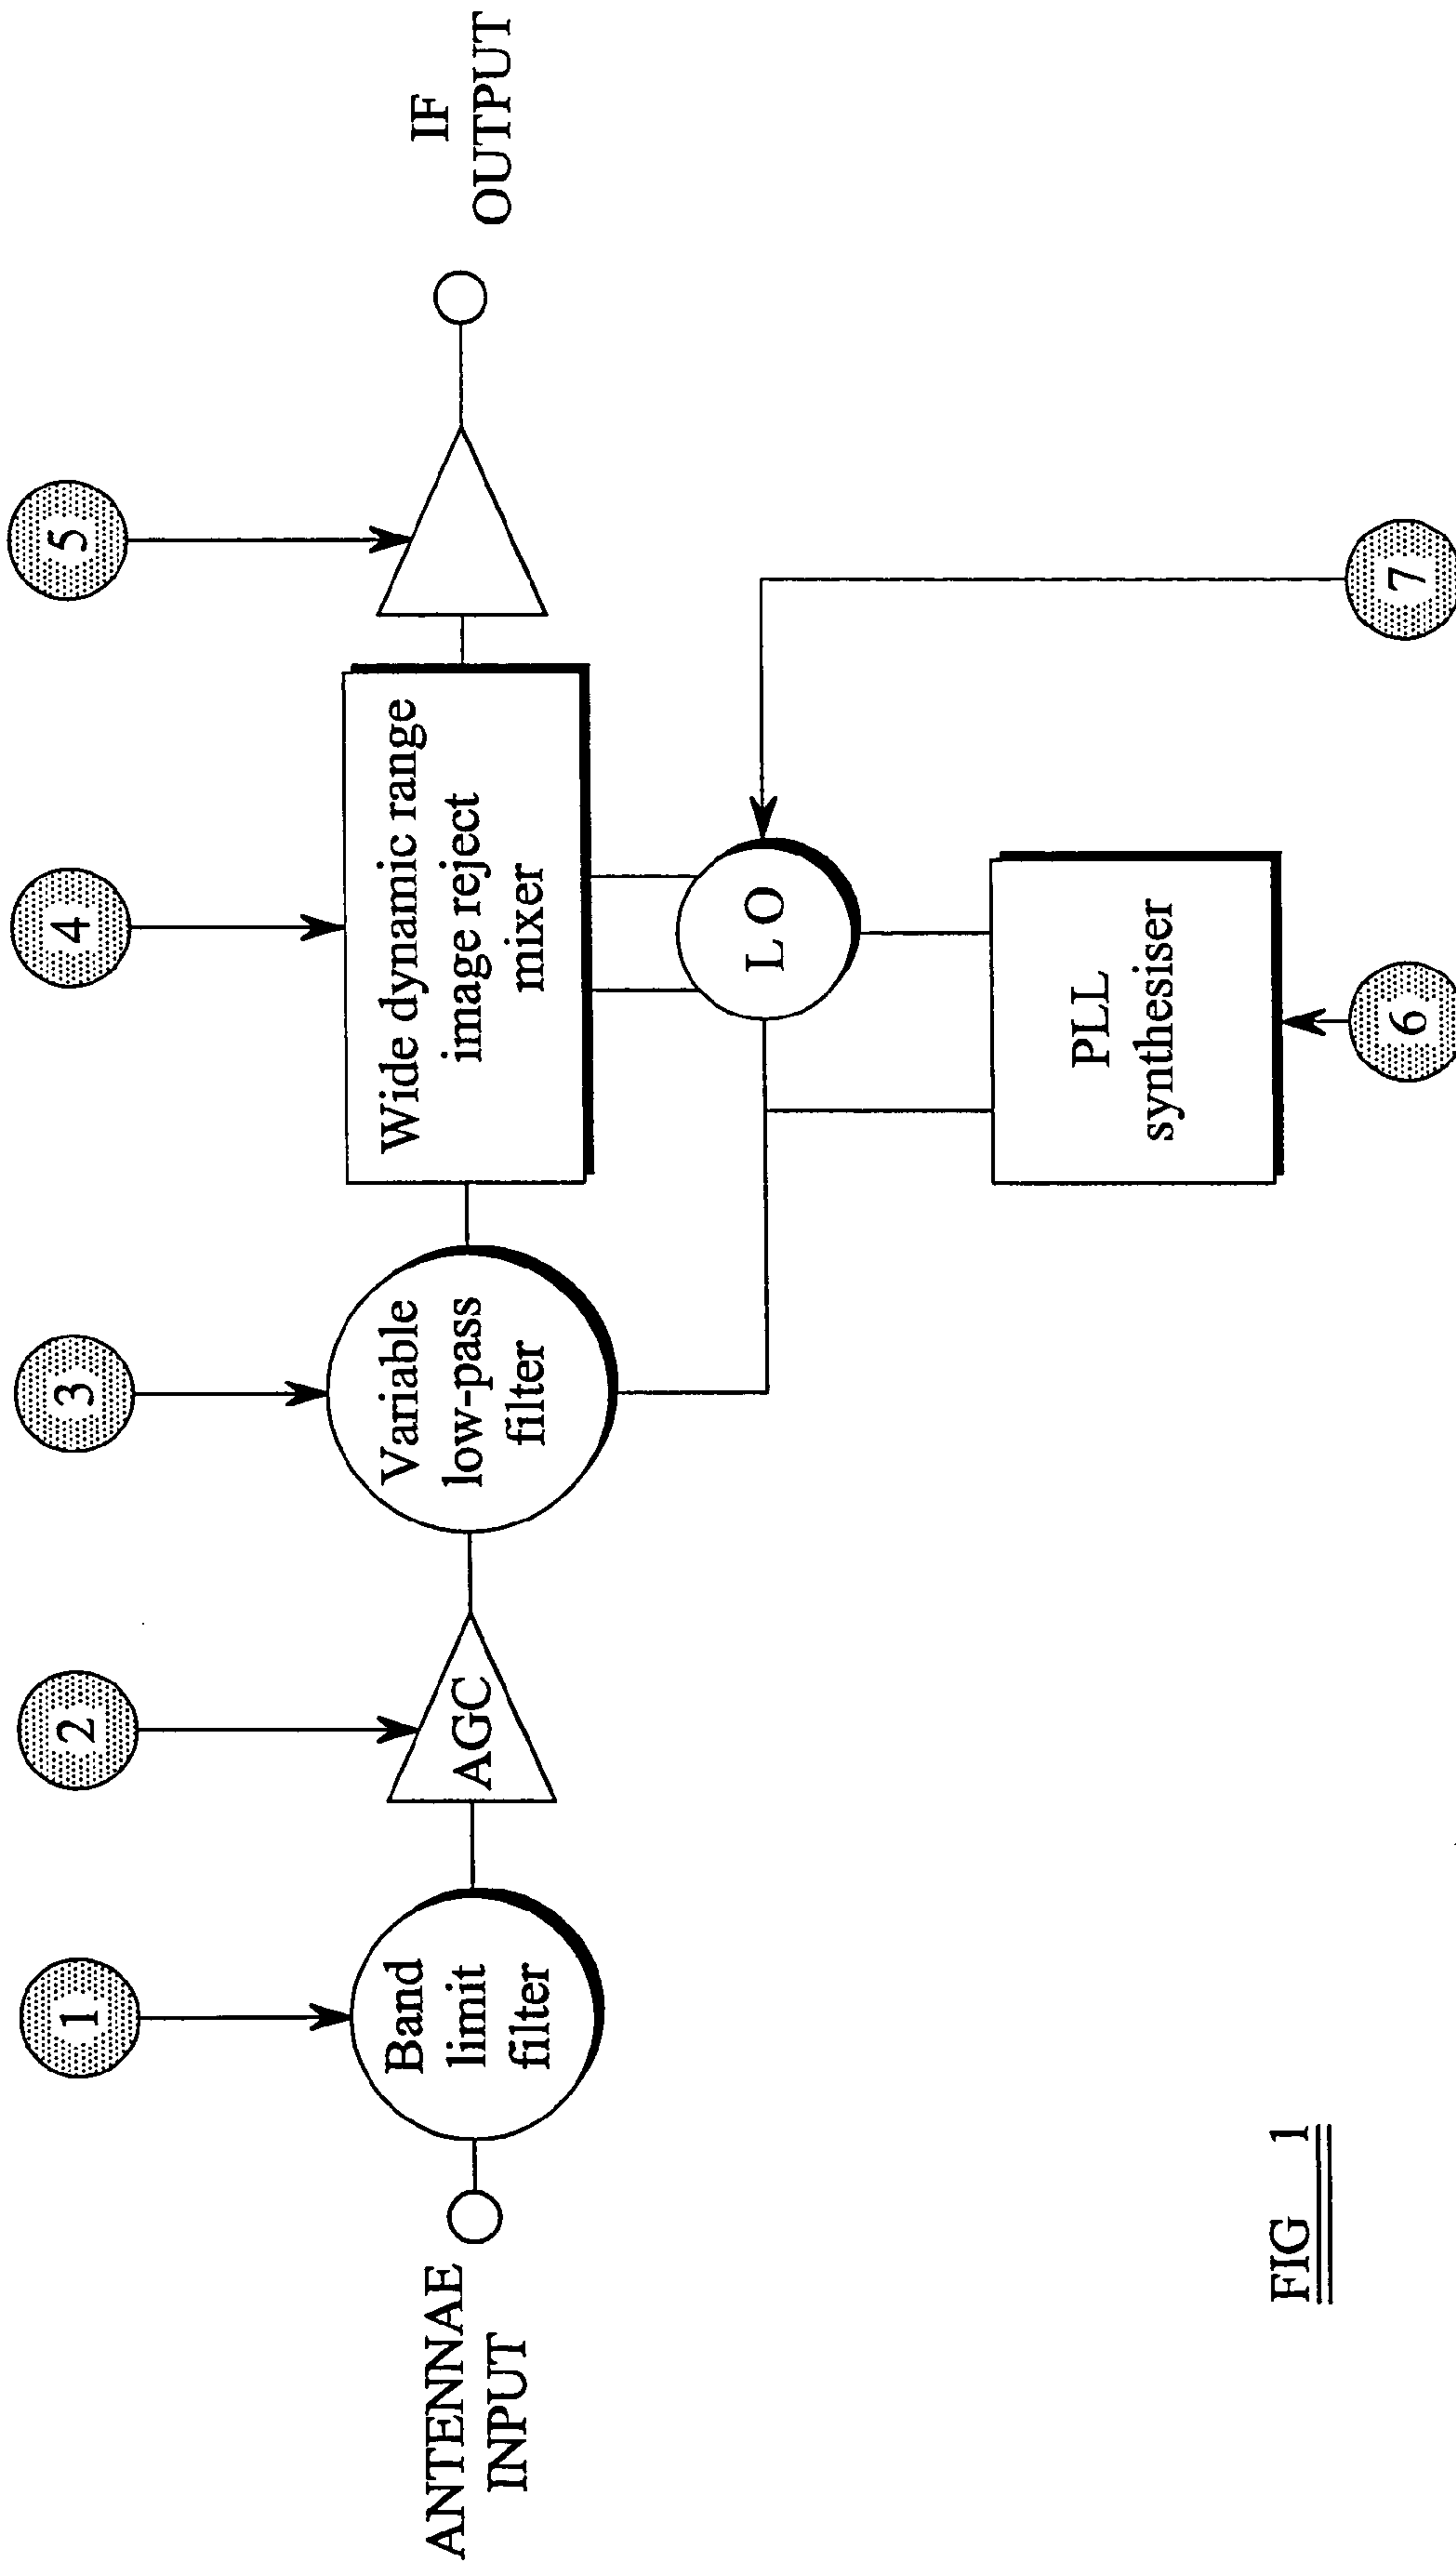 1
2
3
4
5
ANTENNAE
INPUT
Band
limit
filter
AGC
Variable
low-pass
filter
Wide dynamic range
image reject
mixer
IF
OUTPUT
L O
PLL
synthesiser
6
7
FIG 1